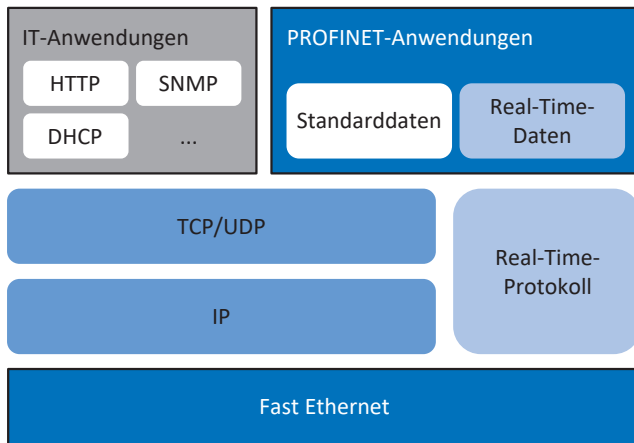 IT-Anwendungen
HTTP
SNMP
DHCP
...
PROFINET-Anwendungen
Standarddaten
Real-Time-
Daten
TCP/UDP
IP
Real-Time-
Protokoll
Fast Ethernet